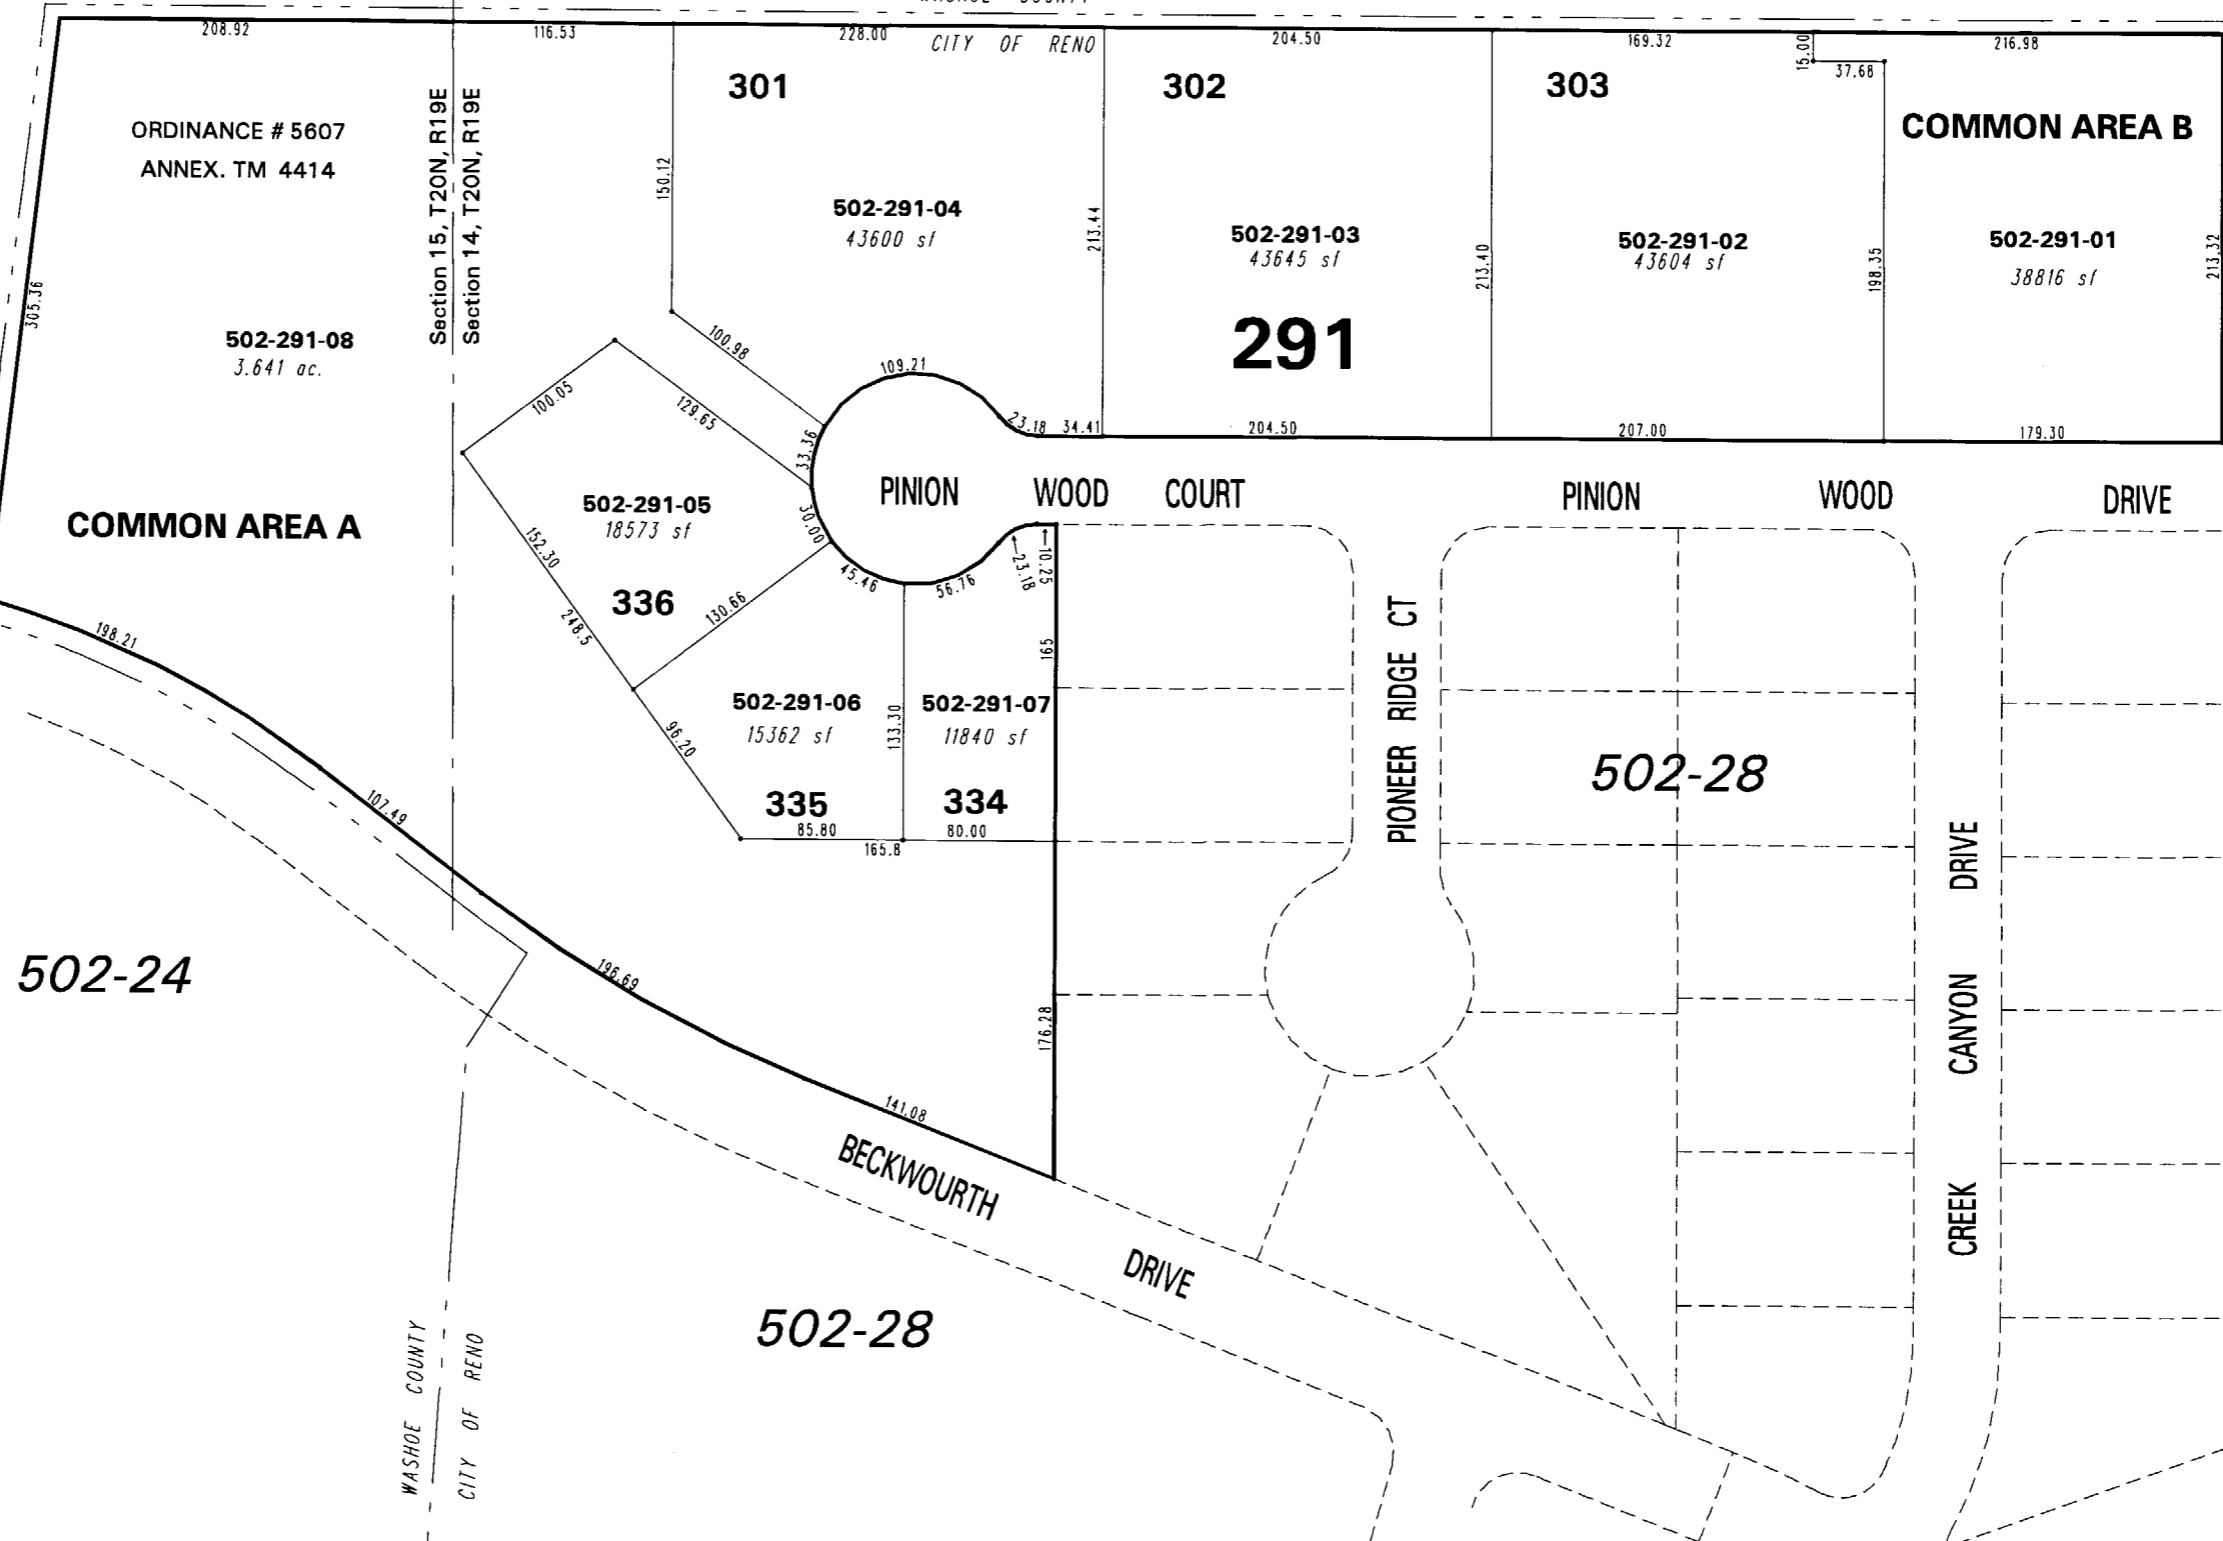 208.92
116.53
228.00
CITY OF RENO
204.50
169.32
15.00
37.68
216.98
301
302
303
COMMON AREA B
ORDINANCE # 5607
ANNEX. TM 4414
Section 15, T20N, R19E
Section 14, T20N, R19E
150.12
213.44
213.40
198.35
213.32
305.36
502-291-04
43600 sf
502-291-03
43645 sf
502-291-02
43604 sf
502-291-01
38816 sf
291
502-291-08
3.641 ac.
100.98
109.21
100.05
129.65
33.36
23.18
34.41
204.50
207.00
179.30
PINION WOOD COURT
PINION WOOD DRIVE
COMMON AREA A
502-291-05
18573 sf
336
152.30
248.5
30.00
45.46
56.76
23.18
10.25
130.66
165
198.21
502-291-06
15362 sf
335
502-291-07
11840 sf
334
133.30
96.20
85.80
80.00
165.8
107.49
PIONEER RIDGE CT
502-28
CREEK CANYON DRIVE
502-24
196.69
176.28
141.08
BECKWOURTH DRIVE
502-28
WASHOE COUNTY
CITY OF RENO